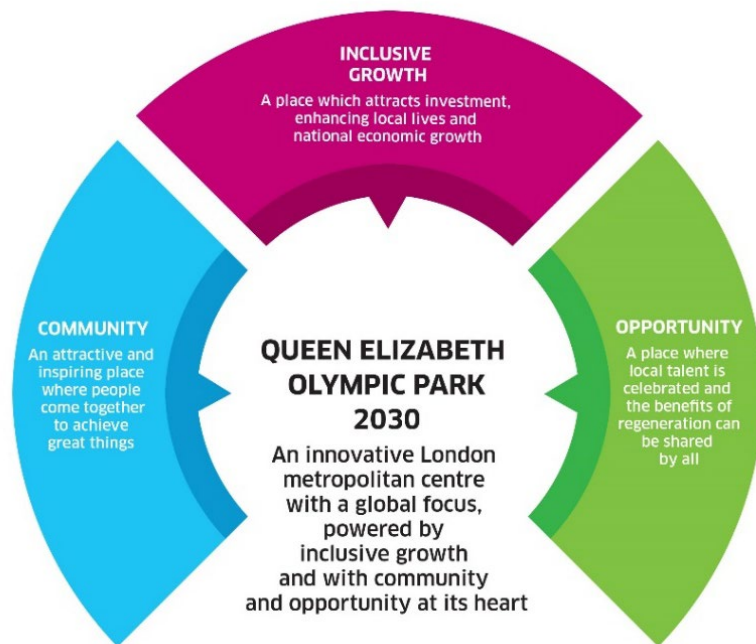 INCLUSIVE
GROWTH
A place which attracts investment,
enhancing local lives and
national economic growth
COMMUNITY
An attractive and
inspiring place
where people
come together
to achieve
great things
QUEEN ELIZABETH
OLYMPIC PARK
2030
An innovative London
metropolitan centre
with a global focus,
powered by
inclusive growth
and with community
and opportunity at its heart
OPPORTUNITY
A place where
local talent is
celebrated and
the benefits of
regeneration can
be shared
by all